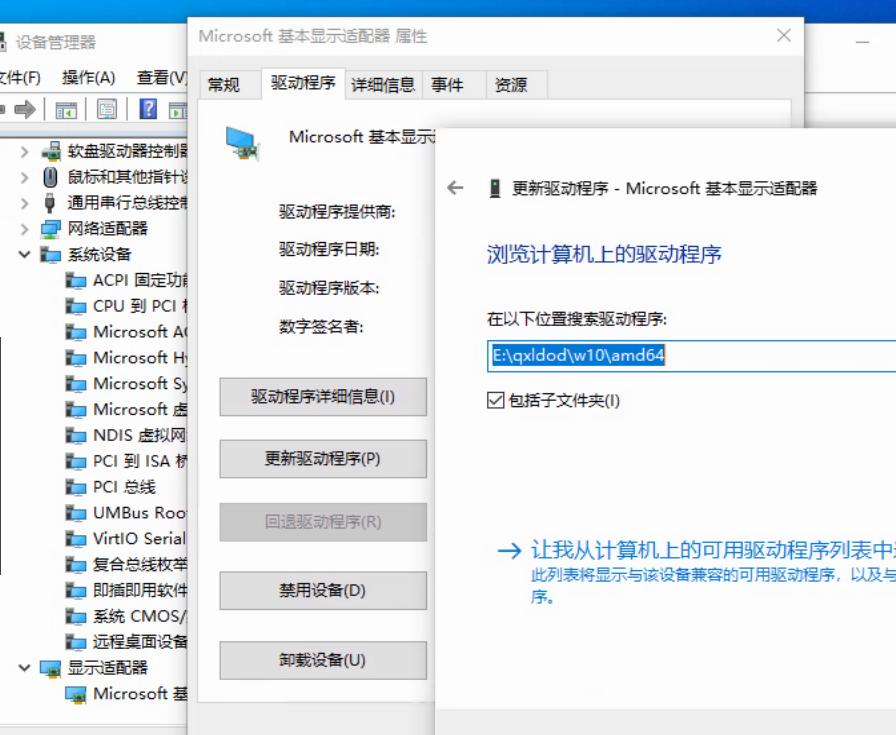 设备管理器
文件(F) 操作(A) 查看(V)
软盘驱动器控制器
鼠标和其他指针设
通用串行总线控制
网络适配器
系统设备
ACPI 固定功能
CPU 到 PCI 桥
Microsoft AC
Microsoft Hy
Microsoft Sy
Microsoft 虚
NDIS 虚拟网
PCI 到 ISA 桥
PCI 总线
UMBus Roo
VirtIO Serial
复合总线枚举
即插即用软件
系统 CMOS/
远程桌面设备
显示适配器
Microsoft 基
Microsoft 基本显示适配器 属性
常规 驱动程序 详细信息 事件 资源
Microsoft 基本显示
驱动程序提供商:
驱动程序日期:
驱动程序版本:
数字签名者:
驱动程序详细信息(I)
更新驱动程序(P)
回退驱动程序(R)
禁用设备(D)
卸载设备(U)
更新驱动程序 - Microsoft 基本显示适配器
浏览计算机上的驱动程序
在以下位置搜索驱动程序:
E:\qxldod\w10\amd64
包括子文件夹(I)
让我从计算机上的可用驱动程序列表中
此列表将显示与该设备兼容的可用驱动程序，以及与
序。